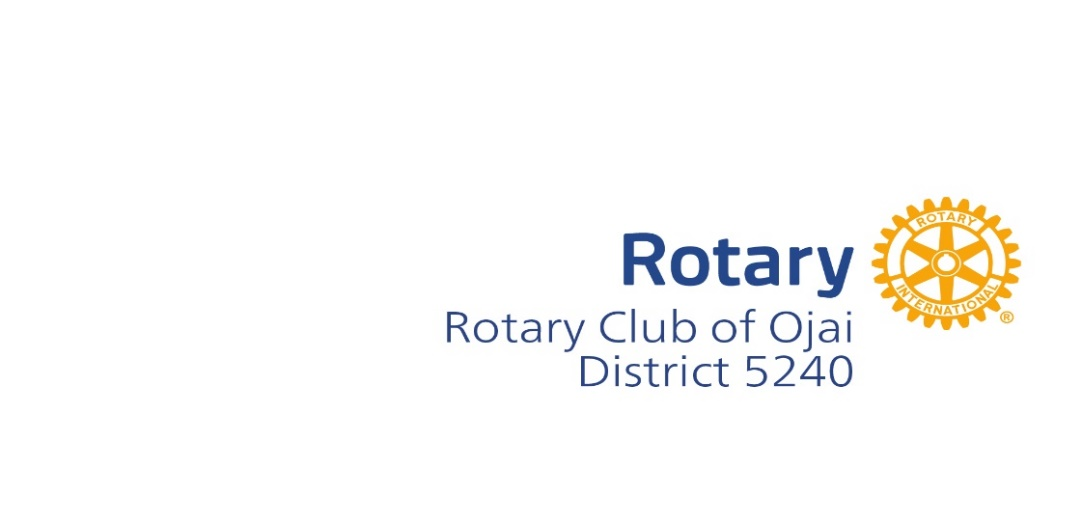 Rotary
Rotary Club of Ojai
District 5240
ROTARY
INTERNATIONAL
®